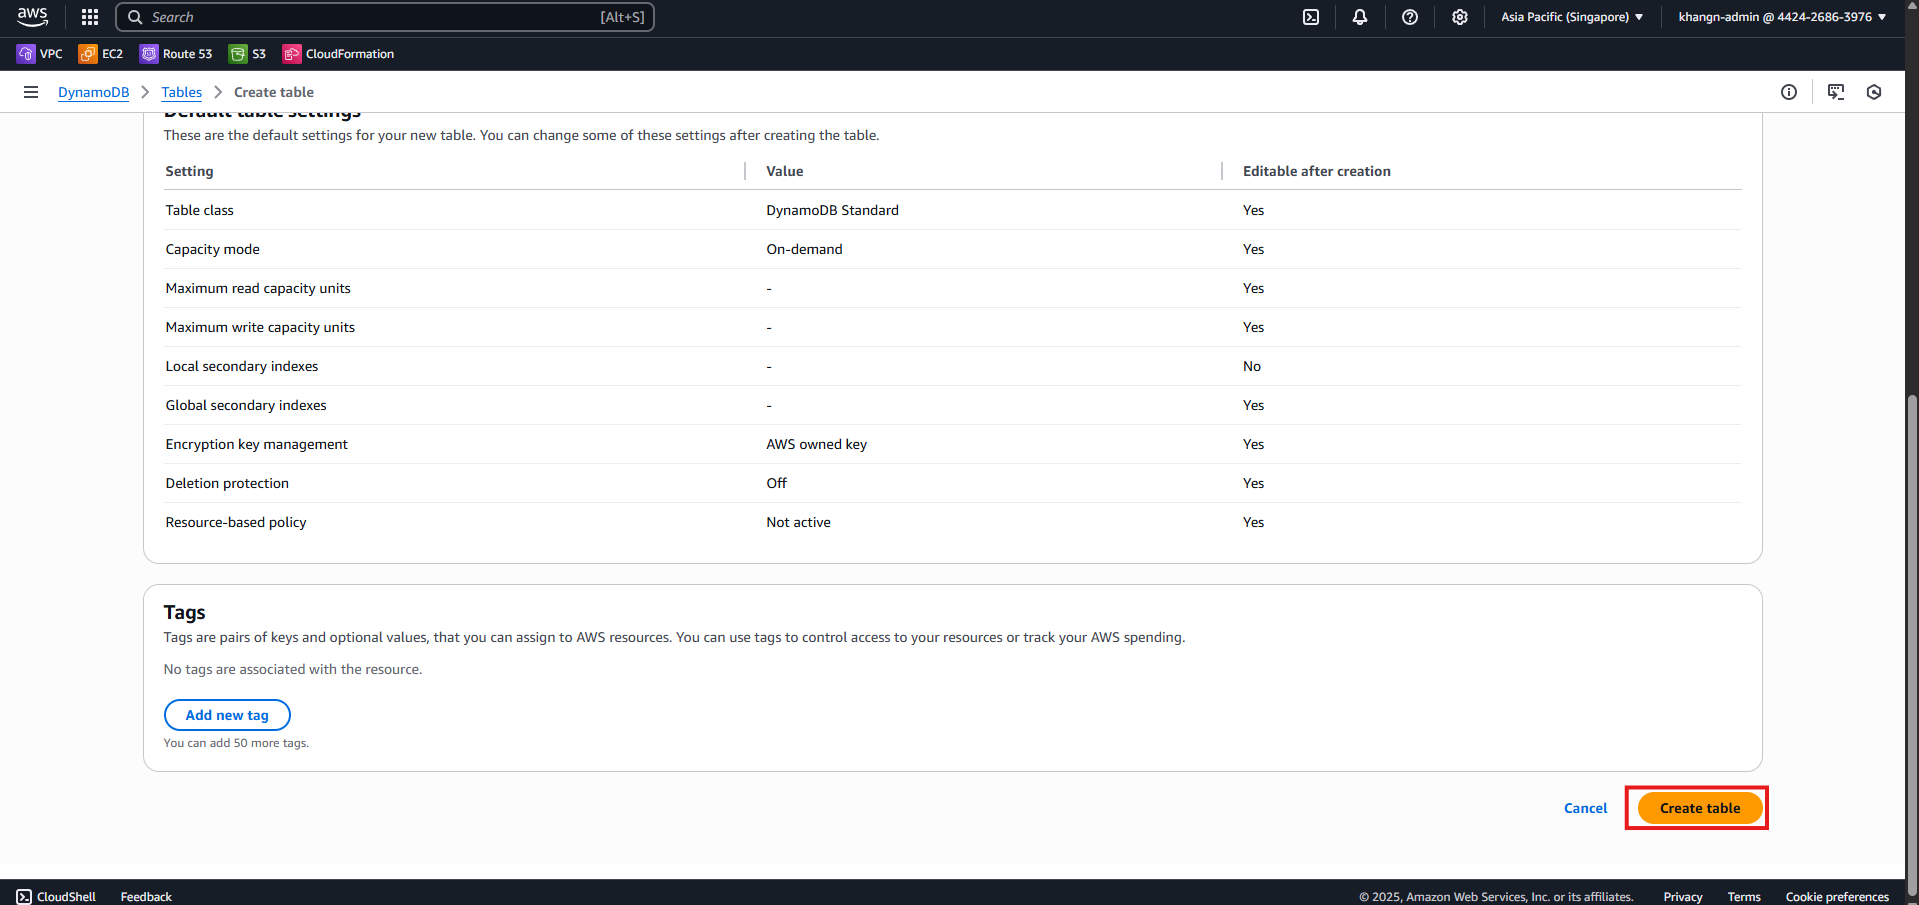 aws Search [Alt+S] Asia Pacific (Singapore) khangn-admin @ 4424-2686-3976
VPC EC2 Route 53 S3 CloudFormation
DynamoDB Tables Create table
Default table settings
These are the default settings for your new table. You can change some of these settings after creating the table.
Setting Value Editable after creation
Table class DynamoDB Standard Yes
Capacity mode On-demand Yes
Maximum read capacity units - Yes
Maximum write capacity units - Yes
Local secondary indexes - No
Global secondary indexes - Yes
Encryption key management AWS owned key Yes
Deletion protection Off Yes
Resource-based policy Not active Yes
Tags
Tags are pairs of keys and optional values, that you can assign to AWS resources. You can use tags to control access to your resources or track your AWS spending.
No tags are associated with the resource.
Add new tag
You can add 50 more tags.
Cancel Create table
CloudShell Feedback © 2025, Amazon Web Services, Inc. or its affiliates. Privacy Terms Cookie preferences